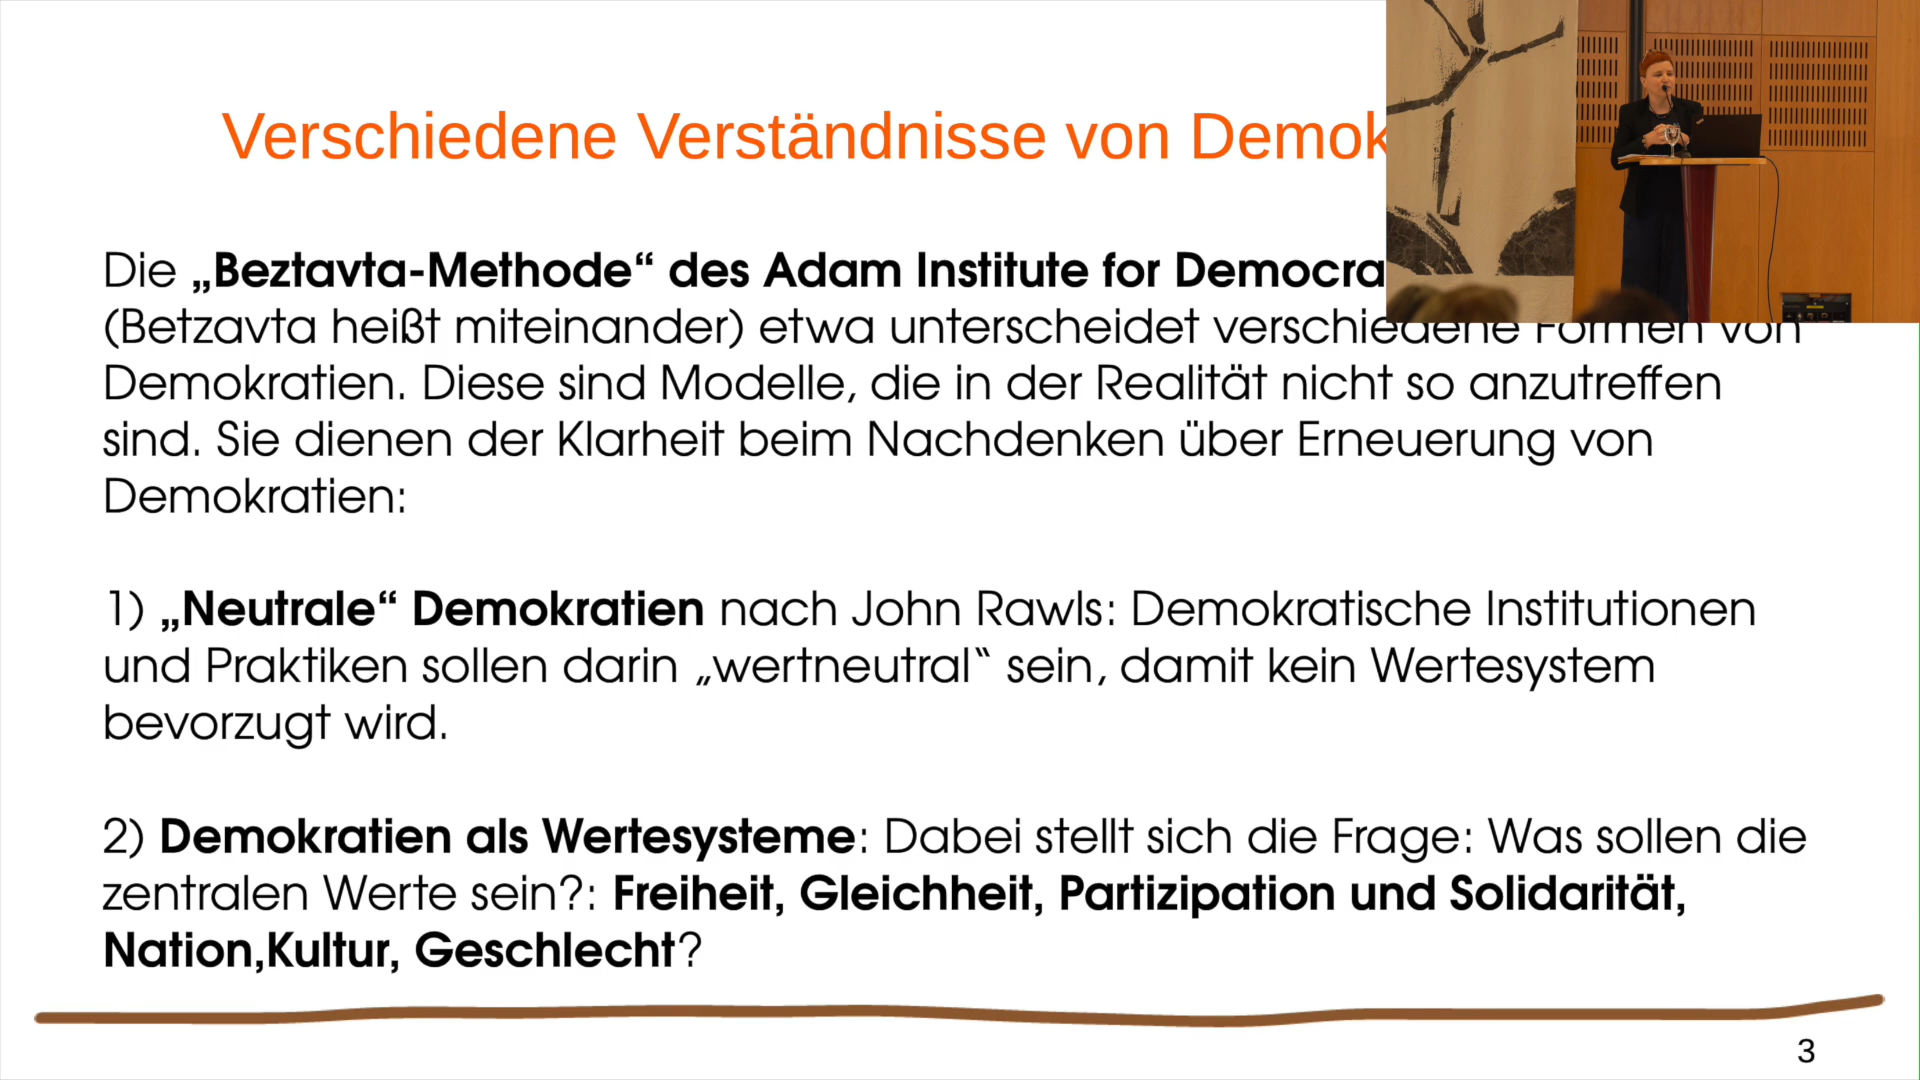 Verschiedene Verständnisse von Demok
Die „Beztavta-Methode“ des Adam Institute for Democra
(Betzavta heißt miteinander) etwa unterscheidet verschiedene Formen von
Demokratien. Diese sind Modelle, die in der Realität nicht so anzutreffen
sind. Sie dienen der Klarheit beim Nachdenken über Erneuerung von
Demokratien:
1) „Neutrale“ Demokratien nach John Rawls: Demokratische Institutionen
und Praktiken sollen darin „wertneutral‟ sein, damit kein Wertesystem
bevorzugt wird.
2) Demokratien als Wertesysteme: Dabei stellt sich die Frage: Was sollen die
zentralen Werte sein?: Freiheit, Gleichheit, Partizipation und Solidarität,
Nation,Kultur, Geschlecht?
3